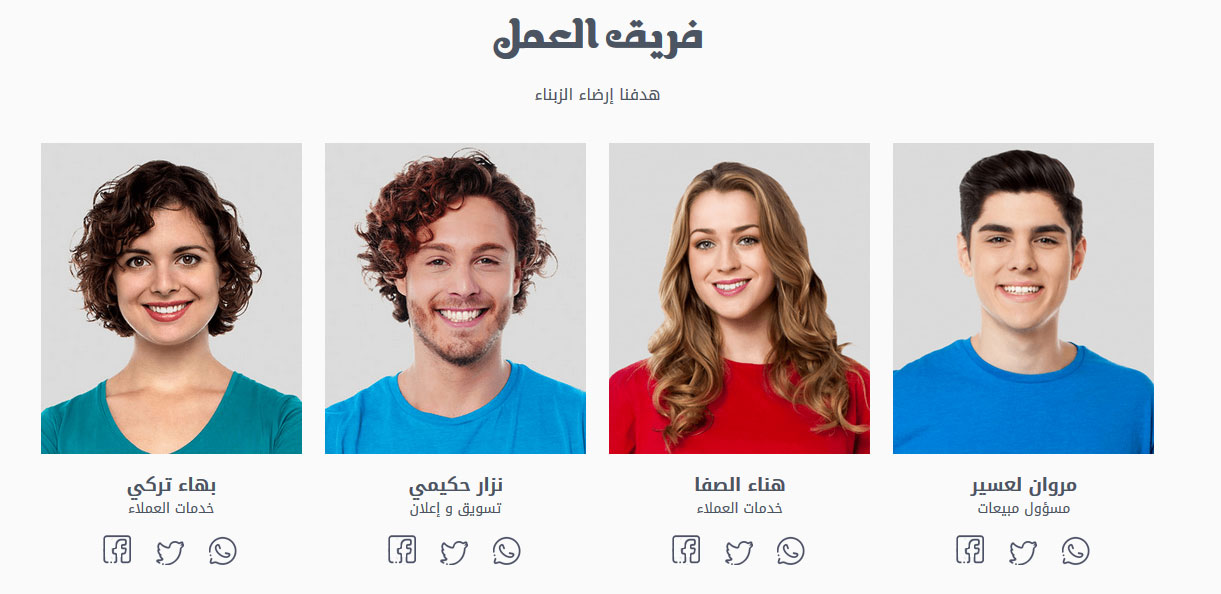 فريق العمل
هدفنا إرضاء الزبناء
مروان لعسير
مسؤول مبيعات
هناء الصفا
خدمات العملاء
نزار حكيمي
تسويق و إعلان
بهاء تركي
خدمات العملاء